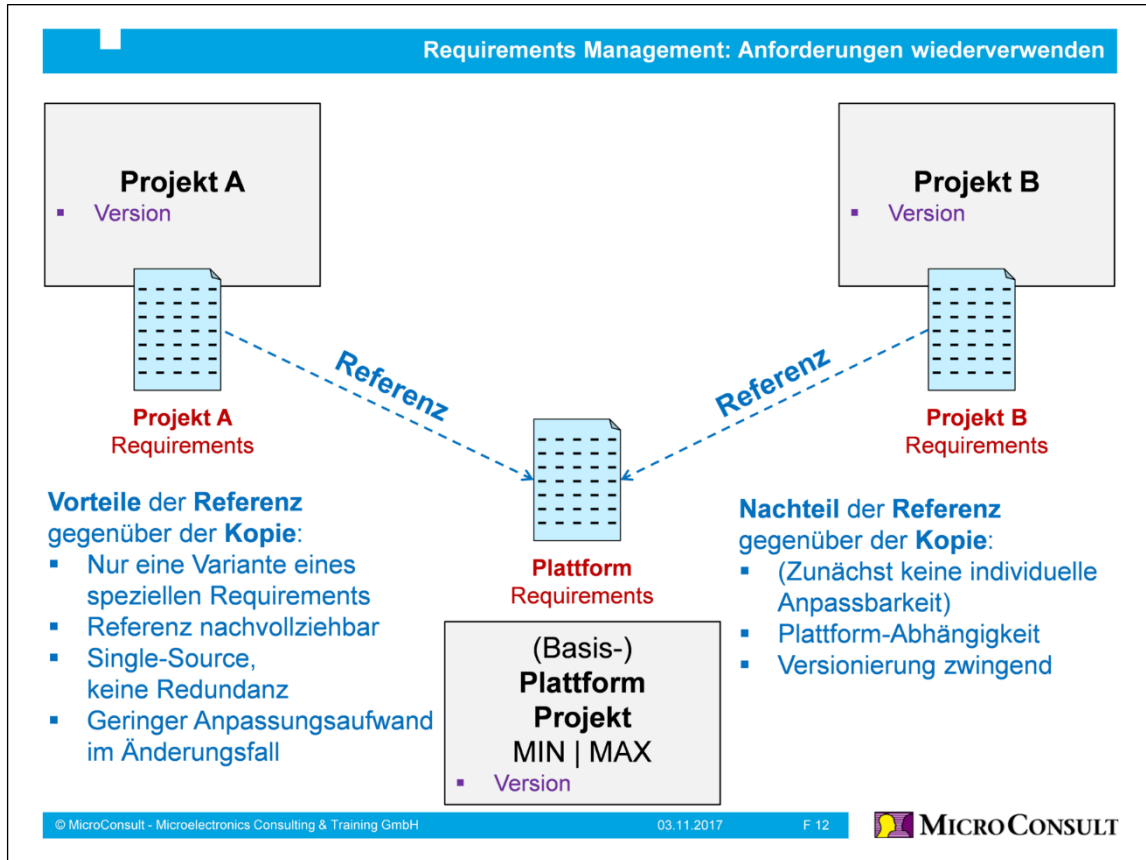 Requirements Management: Anforderungen wiederverwenden
Projekt A
▪ Version
Projekt B
▪ Version
Referenz
Referenz
Projekt A
Requirements
Projekt B
Requirements
Plattform
Requirements
Vorteile der Referenz
gegenüber der Kopie:
▪ Nur eine Variante eines
speziellen Requirements
▪ Referenz nachvollziehbar
▪ Single-Source,
keine Redundanz
▪ Geringer Anpassungsaufwand
im Änderungsfall
Nachteil der Referenz
gegenüber der Kopie:
▪ (Zunächst keine individuelle
Anpassbarkeit)
▪ Plattform-Abhängigkeit
▪ Versionierung zwingend
(Basis-)
Plattform
Projekt
MIN | MAX
▪ Version
© MicroConsult - Microelectronics Consulting & Training GmbH 03.11.2017 F 12
MICROCONSULT